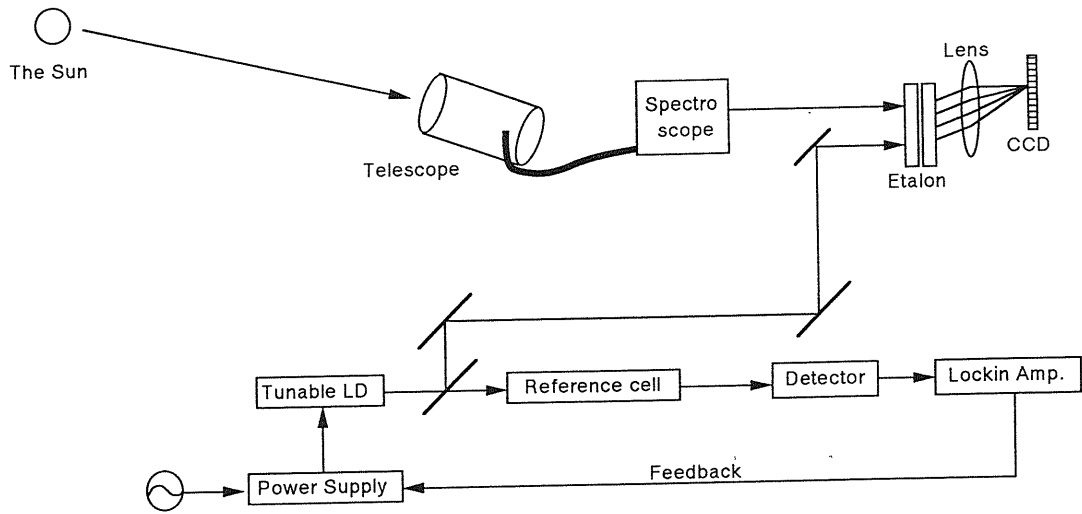 The Sun
Telescope
Spectro
scope
Lens
CCD
Etalon
Tunable LD
Reference cell
Detector
Lockin Amp.
Feedback
Power Supply